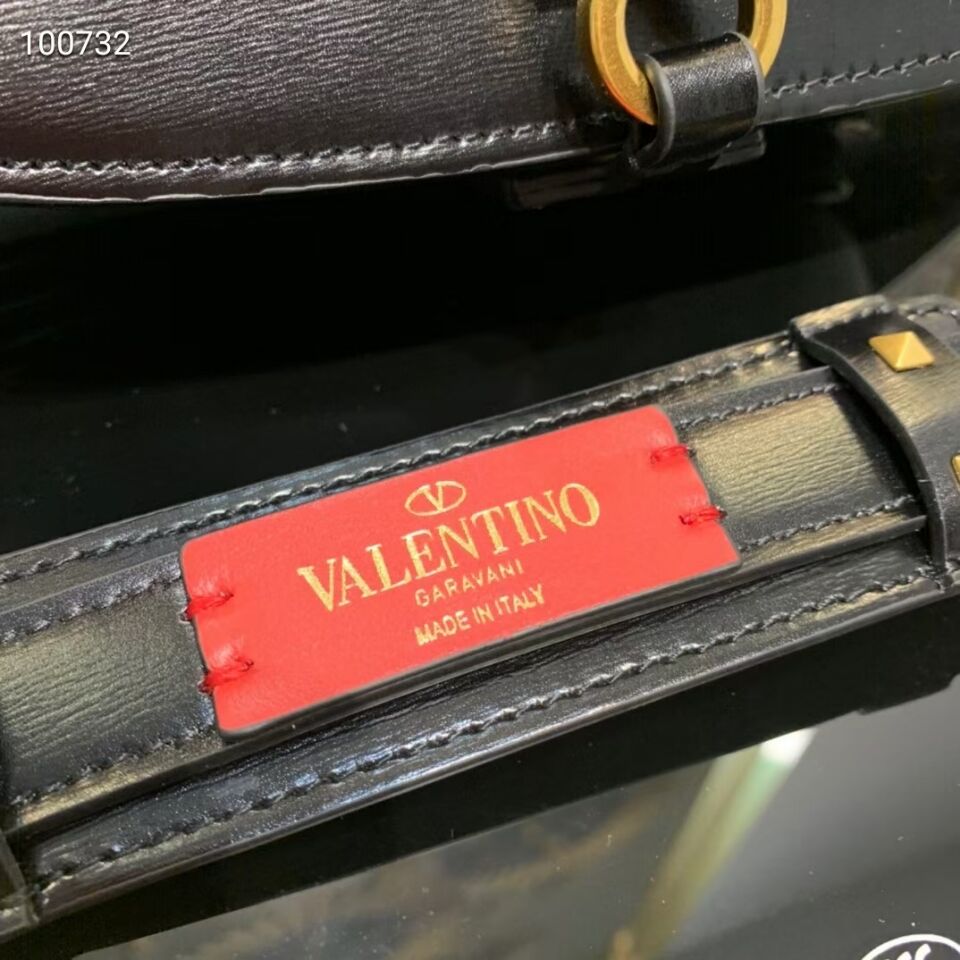 100732
V
VALENTINO
GARAVANI
MADE IN ITALY